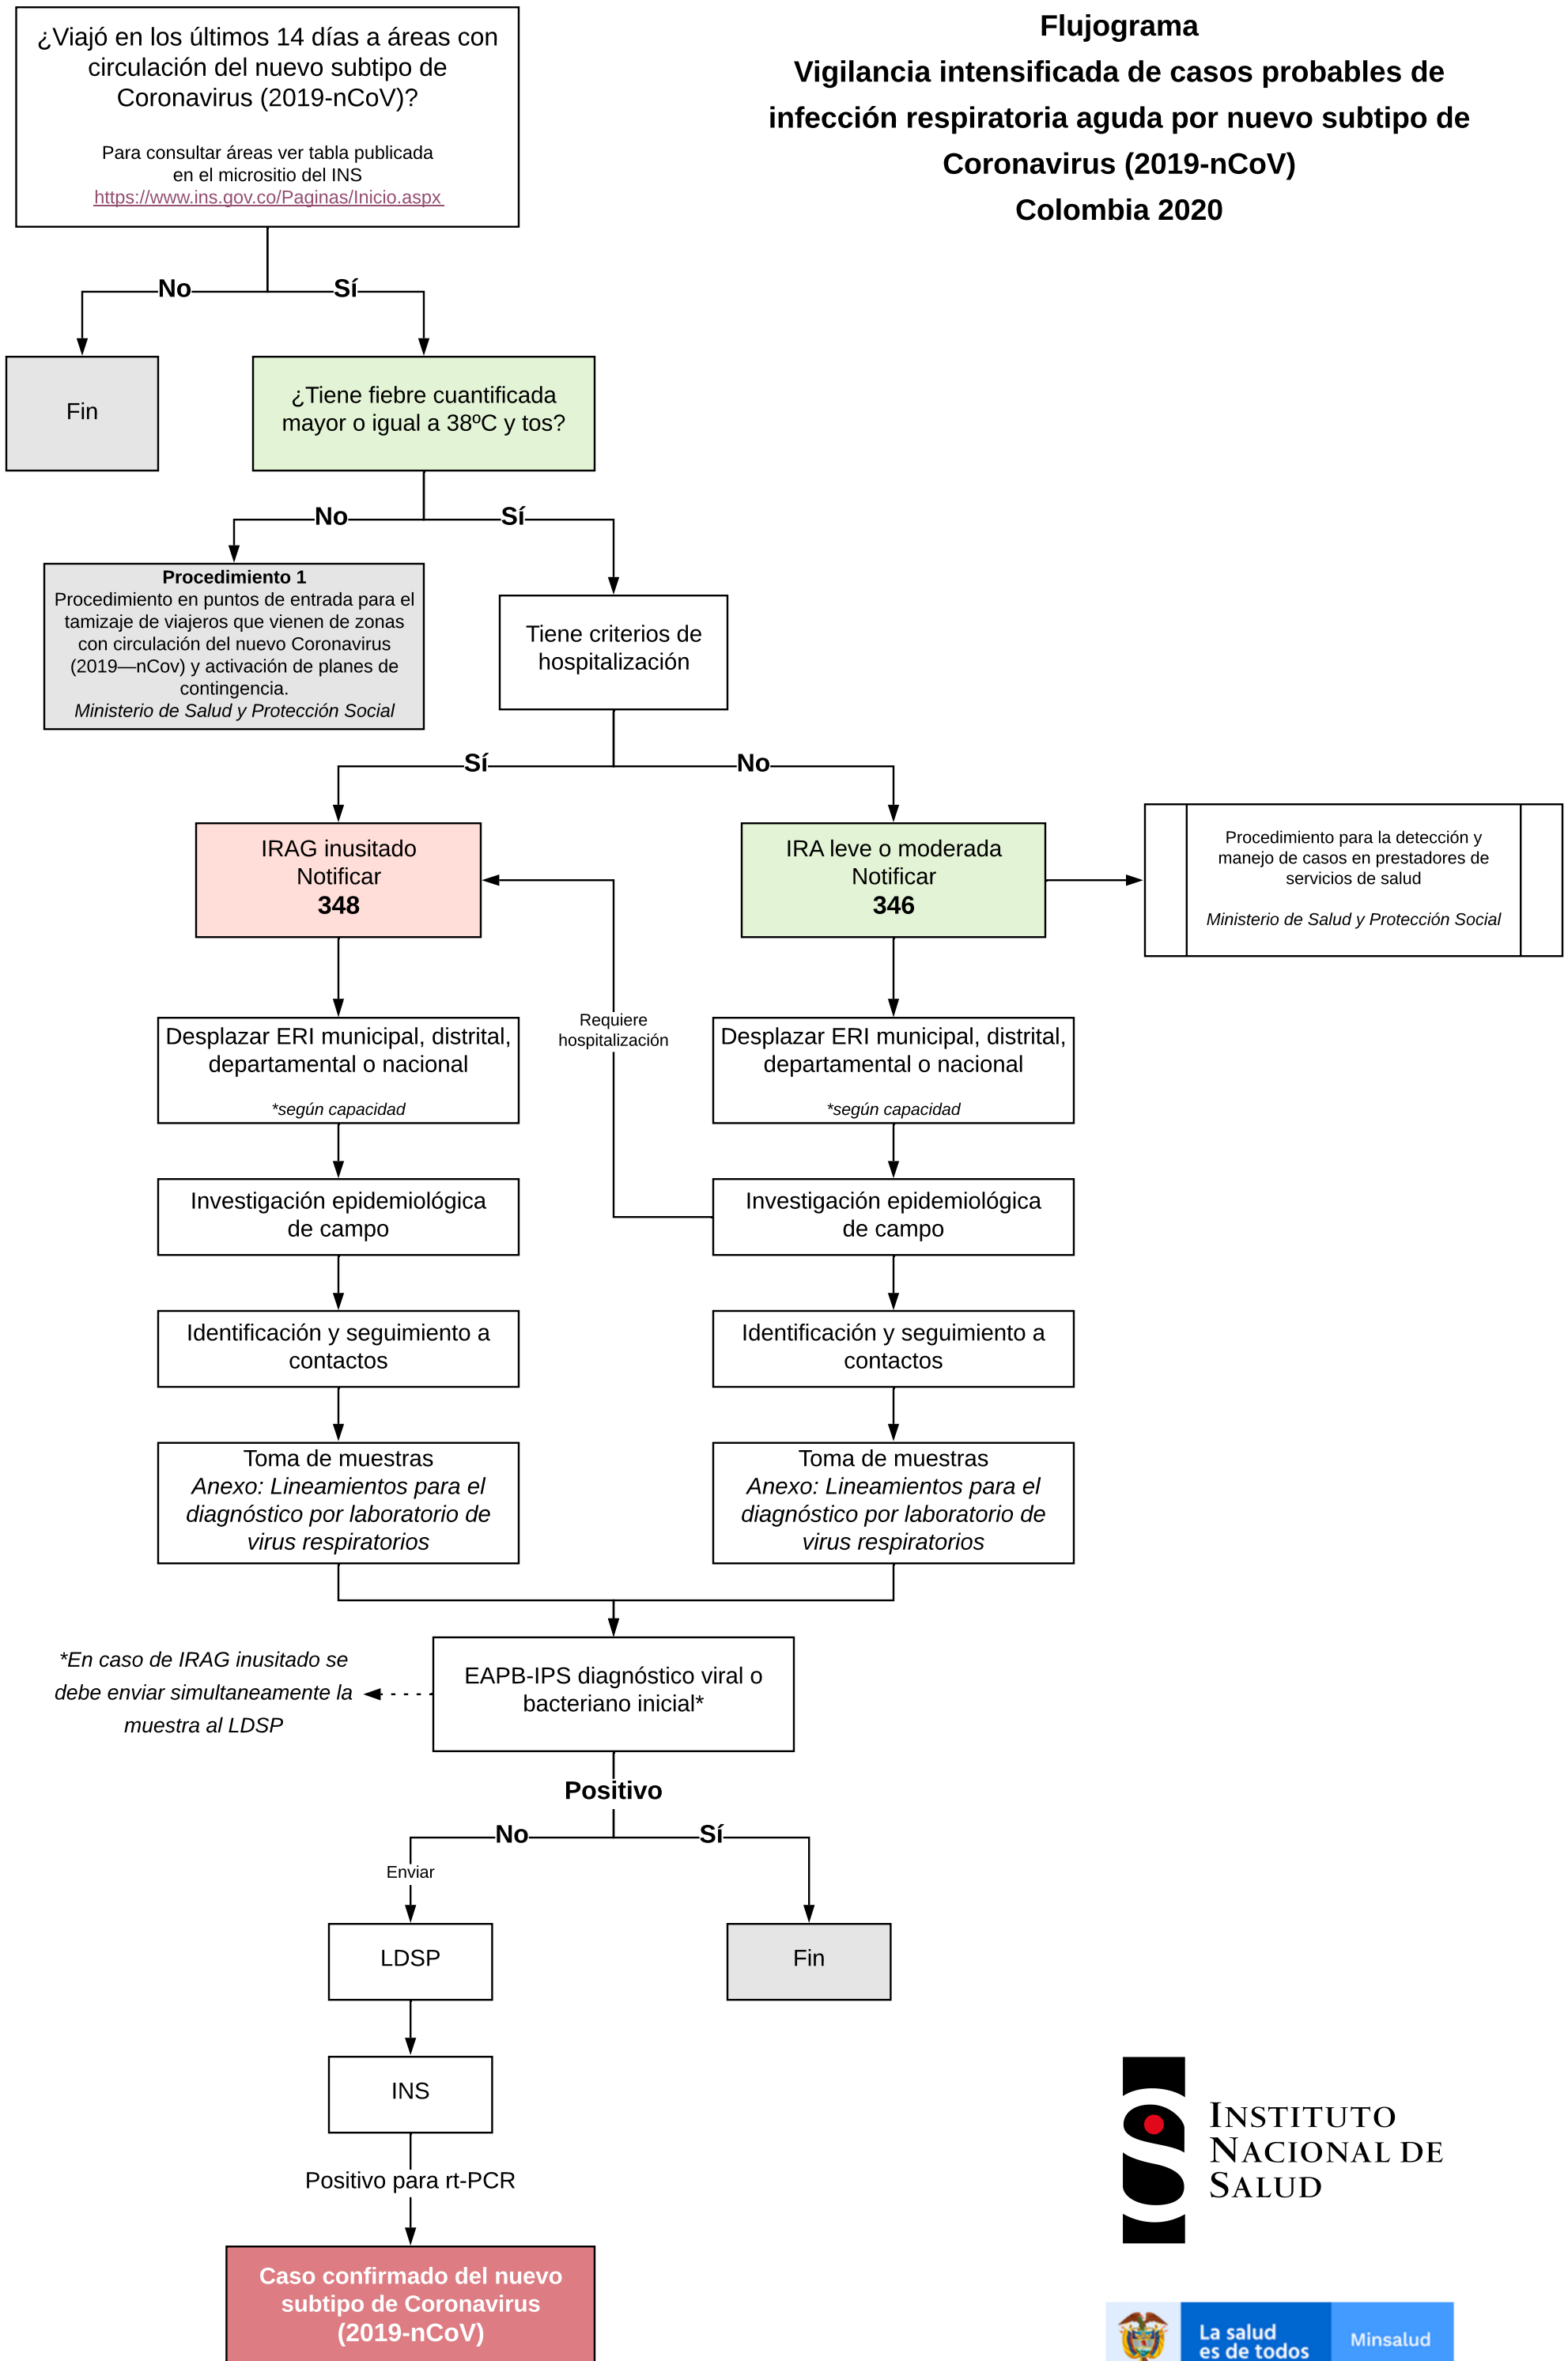 Flujograma
Vigilancia intensificada de casos probables de
infección respiratoria aguda por nuevo subtipo de
Coronavirus (2019-nCoV)
Colombia 2020
¿Viajó en los últimos 14 días a áreas con
circulación del nuevo subtipo de
Coronavirus (2019-nCoV)?
Para consultar áreas ver tabla publicada
en el micrositio del INS
https://www.ins.gov.co/Paginas/Inicio.aspx
No
Sí
Fin
¿Tiene fiebre cuantificada
mayor o igual a 38ºC y tos?
No
Sí
Procedimiento 1
Procedimiento en puntos de entrada para el
tamizaje de viajeros que vienen de zonas
con circulación del nuevo Coronavirus
(2019—nCov) y activación de planes de
contingencia.
Ministerio de Salud y Protección Social
Tiene criterios de
hospitalización
Sí
No
IRAG inusitado
Notificar
348
IRA leve o moderada
Notificar
346
Procedimiento para la detección y
manejo de casos en prestadores de
servicios de salud
Ministerio de Salud y Protección Social
Desplazar ERI municipal, distrital,
departamental o nacional
*según capacidad
Requiere
hospitalización
Desplazar ERI municipal, distrital,
departamental o nacional
*según capacidad
Investigación epidemiológica
de campo
Investigación epidemiológica
de campo
Identificación y seguimiento a
contactos
Identificación y seguimiento a
contactos
Toma de muestras
Anexo: Lineamientos para el
diagnóstico por laboratorio de
virus respiratorios
Toma de muestras
Anexo: Lineamientos para el
diagnóstico por laboratorio de
virus respiratorios
*En caso de IRAG inusitado se
debe enviar simultaneamente la
muestra al LDSP
EAPB-IPS diagnóstico viral o
bacteriano inicial*
Positivo
No
Sí
Enviar
LDSP
Fin
INS
Positivo para rt-PCR
Caso confirmado del nuevo
subtipo de Coronavirus
(2019-nCoV)
INSTITUTO
NACIONAL DE
SALUD
La salud
es de todos
Minsalud